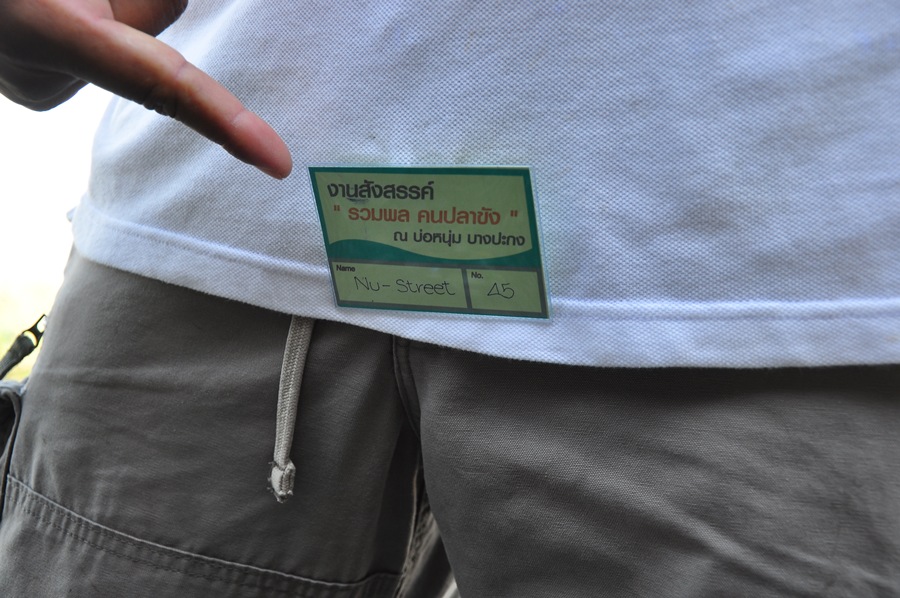 งานสังสรรค์
" รวมพล คนปลาขัง "
ณ บ่อหนุ่ม บางปะกง
Name No.
Nu-Street 45